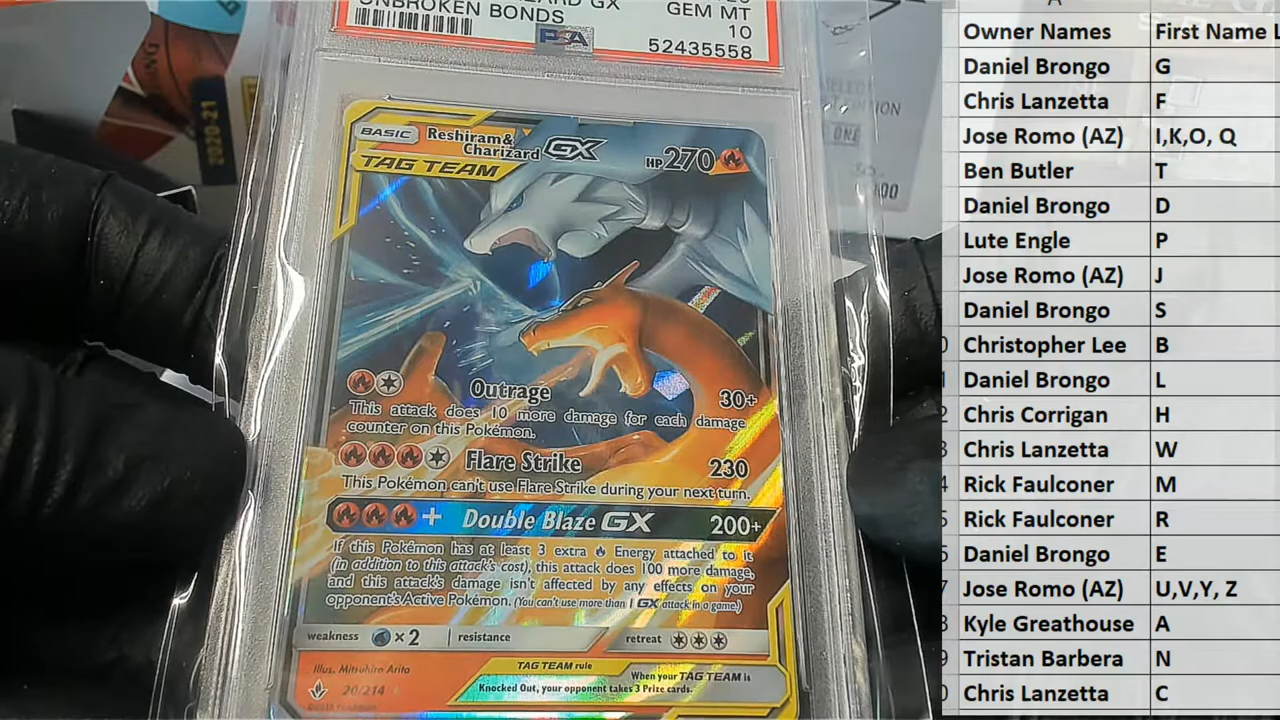 GX
UNBROKEN BONDS
GEM MT
10
PSA
52435558
2020-21
ONE
BASIC
Reshiram&
Charizard GX
HP 270
TAG TEAM
Outrage 30+
This attack does 10 more damage for each damage
counter on this Pokémon.
Flare Strike 230
This Pokémon can't use Flare Strike during your next turn.
+ Double Blaze GX 200+
If this Pokémon has at least 3 extra Energy attached to it
(in addition to this attack's cost), this attack does 100 more damage,
and this attack's damage isn't affected by any effects on your
opponent's Active Pokémon. (You can't use more than 1 GX attack in a game.)
weakness ×2 resistance retreat
Illus. Mitsuhiro Arita
TAG TEAM rule
When your TAG TEAM is
Knocked Out, your opponent takes 3 Prize cards.
20/214
A
Owner Names First Name
Daniel Brongo G
Chris Lanzetta F
Jose Romo (AZ) I,K,O, Q
Ben Butler T
Daniel Brongo D
Lute Engle P
Jose Romo (AZ) J
Daniel Brongo S
Christopher Lee B
Daniel Brongo L
Chris Corrigan H
Chris Lanzetta W
Rick Faulconer M
Rick Faulconer R
Daniel Brongo E
Jose Romo (AZ) U,V,Y, Z
Kyle Greathouse A
Tristan Barbera N
Chris Lanzetta C